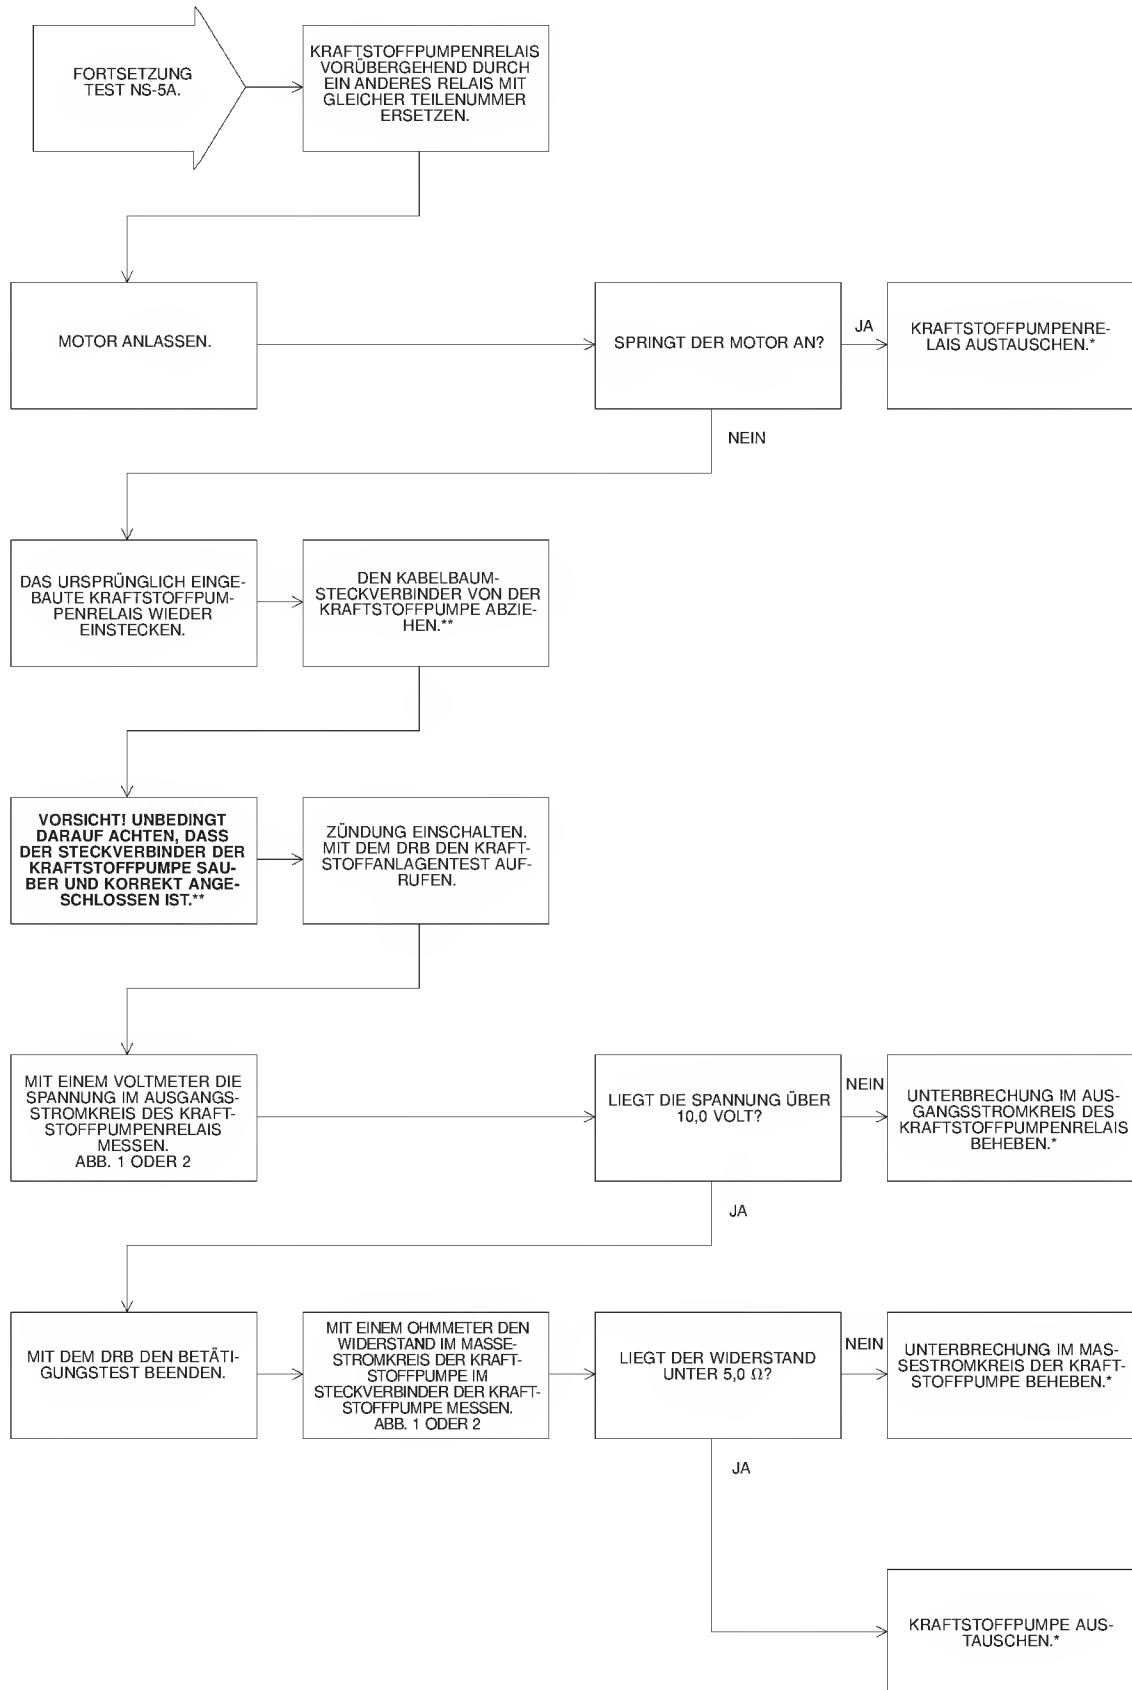 FORTSETZUNG
TEST NS-5A.
KRAFTSTOFFPUMPENRELAIS
VORÜBERGEHEND DURCH
EIN ANDERES RELAIS MIT
GLEICHER TEILENUMMER
ERSETZEN.
MOTOR ANLASSEN.
SPRINGT DER MOTOR AN?
JA
KRAFTSTOFFPUMPENRE-
LAIS AUSTAUSCHEN.*
NEIN
DAS URSPRÜNGLICH EINGE-
BAUTE KRAFTSTOFFPUM-
PENRELAIS WIEDER
EINSTECKEN.
DEN KABELBAUM-
STECKVERBINDER VON DER
KRAFTSTOFFPUMPE ABZIE-
HEN.**
VORSICHT! UNBEDINGT
DARAUF ACHTEN, DASS
DER STECKVERBINDER DER
KRAFTSTOFFPUMPE SAU-
BER UND KORREKT ANGE-
SCHLOSSEN IST.**
ZÜNDUNG EINSCHALTEN.
MIT DEM DRB DEN KRAFT-
STOFFANLAGENTEST AUF-
RUFEN.
MIT EINEM VOLTMETER DIE
SPANNUNG IM AUSGANGS-
STROMKREIS DES KRAFT-
STOFFPUMPENRELAIS
MESSEN.
ABB. 1 ODER 2
LIEGT DIE SPANNUNG ÜBER
10,0 VOLT?
NEIN
UNTERBRECHUNG IM AUS-
GANGSSTROMKREIS DES
KRAFTSTOFFPUMPENRELAIS
BEHEBEN.*
JA
MIT DEM DRB DEN BETÄTI-
GUNGSTEST BEENDEN.
MIT EINEM OHMMETER DEN
WIDERSTAND IM MASSE-
STROMKREIS DER KRAFT-
STOFFPUMPE IM
STECKVERBINDER DER KRAFT-
STOFFPUMPE MESSEN.
ABB. 1 ODER 2
LIEGT DER WIDERSTAND
UNTER 5,0 Ω?
NEIN
UNTERBRECHUNG IM MAS-
SESTROMKREIS DER KRAFT-
STOFFPUMPE BEHEBEN.*
JA
KRAFTSTOFFPUMPE AUS-
TAUSCHEN.*